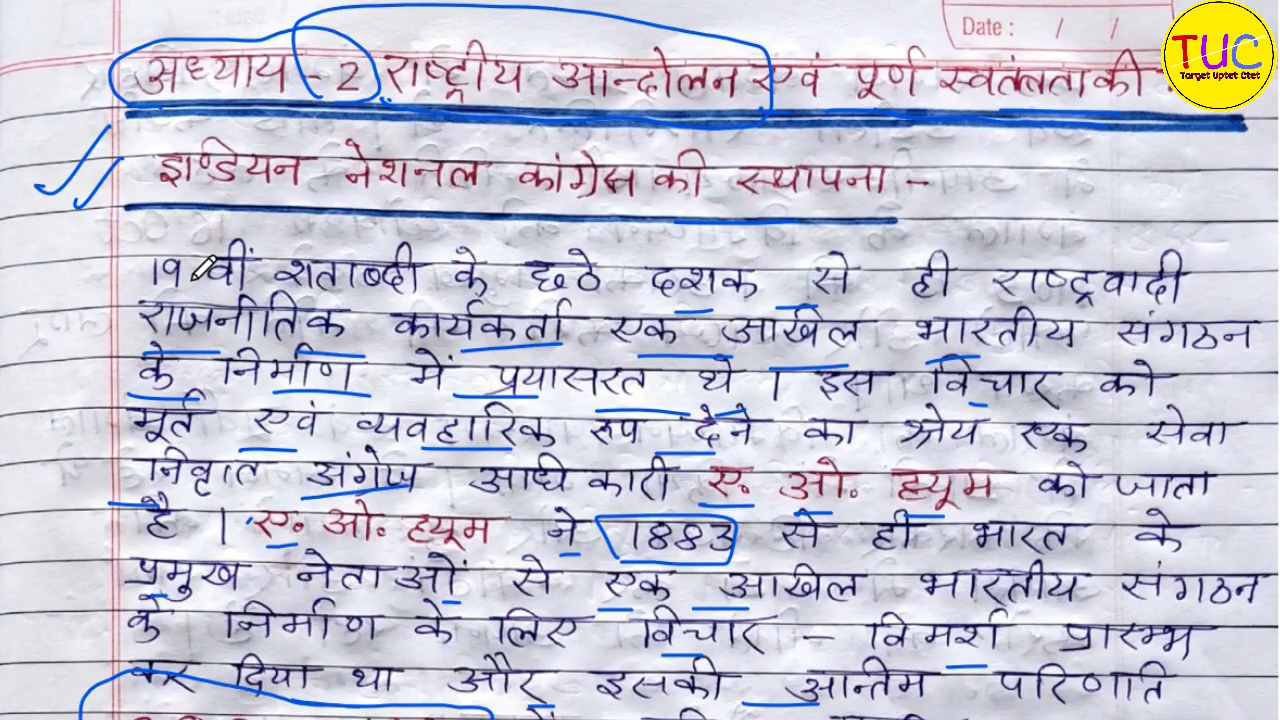 Date : / /
TUC
Target Uptet Ctet
अध्याय - 2 राष्ट्रीय आन्दोलन एवं पूर्ण स्वतंत्रता की
इण्डियन नेशनल कांग्रेस की स्थापना -
19 वीं शताब्दी के छठे दशक से ही राष्ट्रवादी
राजनीतिक कार्यकर्ता एक अखिल भारतीय संगठन
के निर्माण में प्रयासरत थे । इस विचार को
मूर्त एवं व्यवहारिक रूप देने का श्रेय एक सेवा
निवृत अंग्रेज अधिकारी ए. ओ. ह्यूम को जाता
है । ए. ओ. ह्यूम ने 1883 से ही भारत के
प्रमुख नेताओं से एक अखिल भारतीय संगठन
के निर्माण के लिए विचार - विमर्श प्रारम्भ
कर दिया था और इसकी अन्तिम परिणति